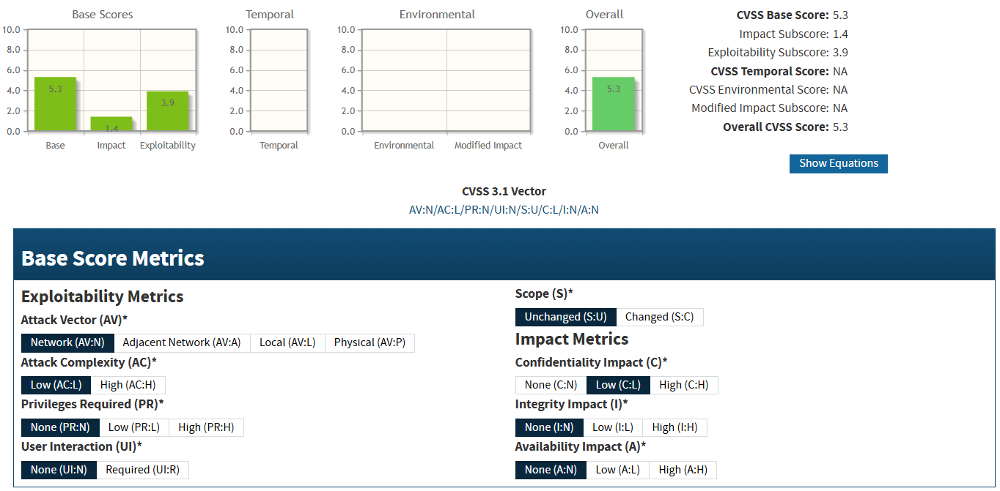 Base Scores
10.0
8.0
6.0
4.0
2.0
0.0
5.3
1.4
3.9
Base Impact Exploitability
Temporal
10.0
8.0
6.0
4.0
2.0
0.0
Temporal
Environmental
10.0
8.0
6.0
4.0
2.0
0.0
Environmental Modified Impact
Overall
10.0
8.0
6.0
4.0
2.0
0.0
5.3
Overall
CVSS Base Score: 5.3
Impact Subscore: 1.4
Exploitability Subscore: 3.9
CVSS Temporal Score: NA
CVSS Environmental Score: NA
Modified Impact Subscore: NA
Overall CVSS Score: 5.3
Show Equations
CVSS 3.1 Vector
AV:N/AC:L/PR:N/UI:N/S:U/C:L/I:N/A:N
Base Score Metrics
Exploitability Metrics
Attack Vector (AV)*
Network (AV:N) Adjacent Network (AV:A) Local (AV:L) Physical (AV:P)
Attack Complexity (AC)*
Low (AC:L) High (AC:H)
Privileges Required (PR)*
None (PR:N) Low (PR:L) High (PR:H)
User Interaction (UI)*
None (UI:N) Required (UI:R)
Scope (S)*
Unchanged (S:U) Changed (S:C)
Impact Metrics
Confidentiality Impact (C)*
None (C:N) Low (C:L) High (C:H)
Integrity Impact (I)*
None (I:N) Low (I:L) High (I:H)
Availability Impact (A)*
None (A:N) Low (A:L) High (A:H)